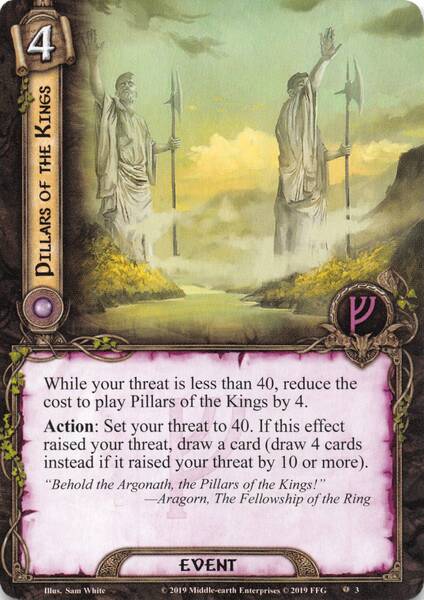 4
PILLARS OF THE KINGS
While your threat is less than 40, reduce the
cost to play Pillars of the Kings by 4.
Action: Set your threat to 40. If this effect
raised your threat, draw a card (draw 4 cards
instead if it raised your threat by 10 or more).
“Behold the Argonath, the Pillars of the Kings!”
—Aragorn, The Fellowship of the Ring
EVENT
Illus. Sam White © 2019 Middle-earth Enterprises © 2019 FFG 3